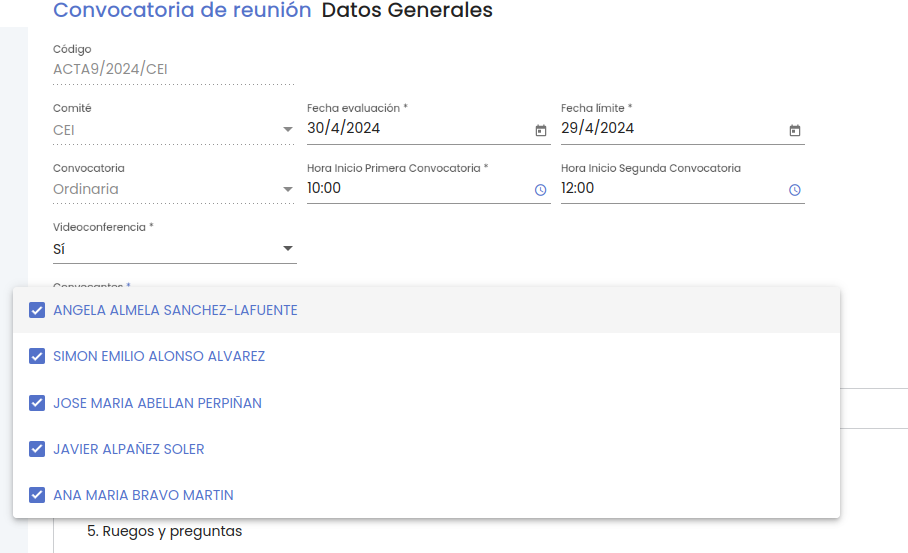 Convocatoria de reunión Datos Generales
Código
ACTA9/2024/CEI
Comité
CEI
Fecha evaluación *
30/4/2024
Fecha límite *
29/4/2024
Convocatoria
Ordinaria
Hora Inicio Primera Convocatoria *
10:00
Hora Inicio Segunda Convocatoria
12:00
Videoconferencia *
Sí
Convocantes *
ANGELA ALMELA SANCHEZ-LAFUENTE
SIMON EMILIO ALONSO ALVAREZ
JOSE MARIA ABELLAN PERPIÑAN
JAVIER ALPAÑEZ SOLER
ANA MARIA BRAVO MARTIN
5. Ruegos y preguntas